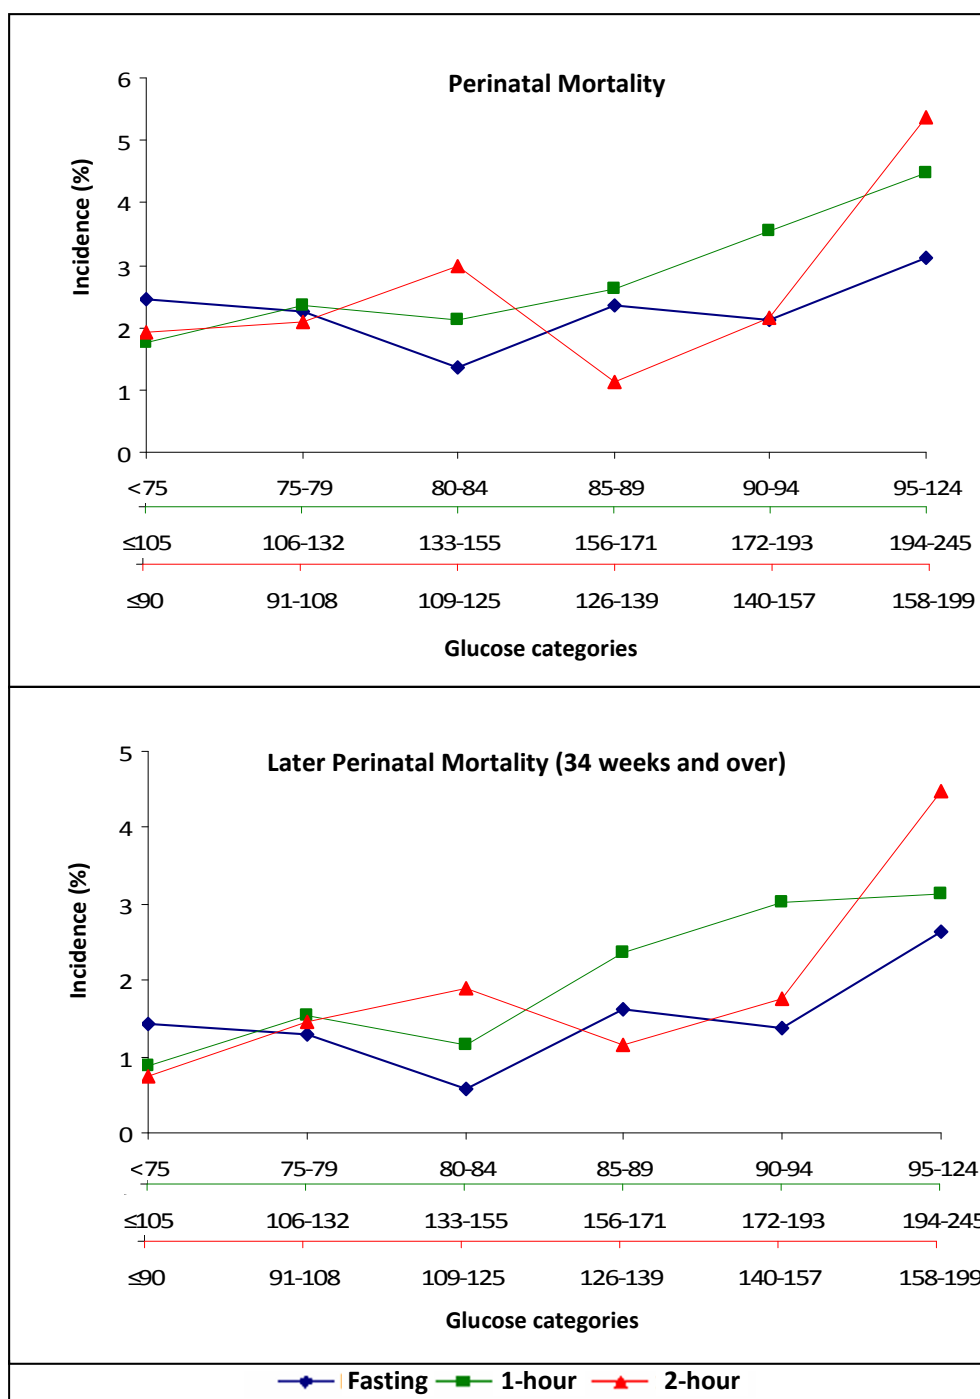 Perinatal Mortality
6
5
4
3
2
1
0
Incidence (%)
<75 75-79 80-84 85-89 90-94 95-124
≤105 106-132 133-155 156-171 172-193 194-245
≤90 91-108 109-125 126-139 140-157 158-199
Glucose categories
Later Perinatal Mortality (34 weeks and over)
5
4
3
2
1
0
Incidence (%)
<75 75-79 80-84 85-89 90-94 95-124
≤105 106-132 133-155 156-171 172-193 194-245
≤90 91-108 109-125 126-139 140-157 158-199
Glucose categories
Fasting 1-hour 2-hour